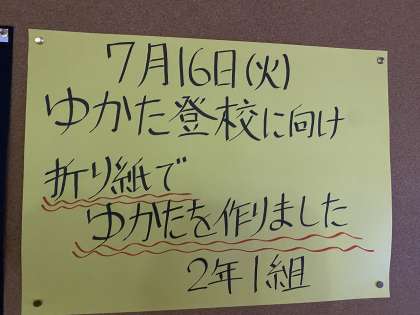 7月16日(火)
ゆかた登校に向け
折り紙で
ゆかたを作りました
2年1組